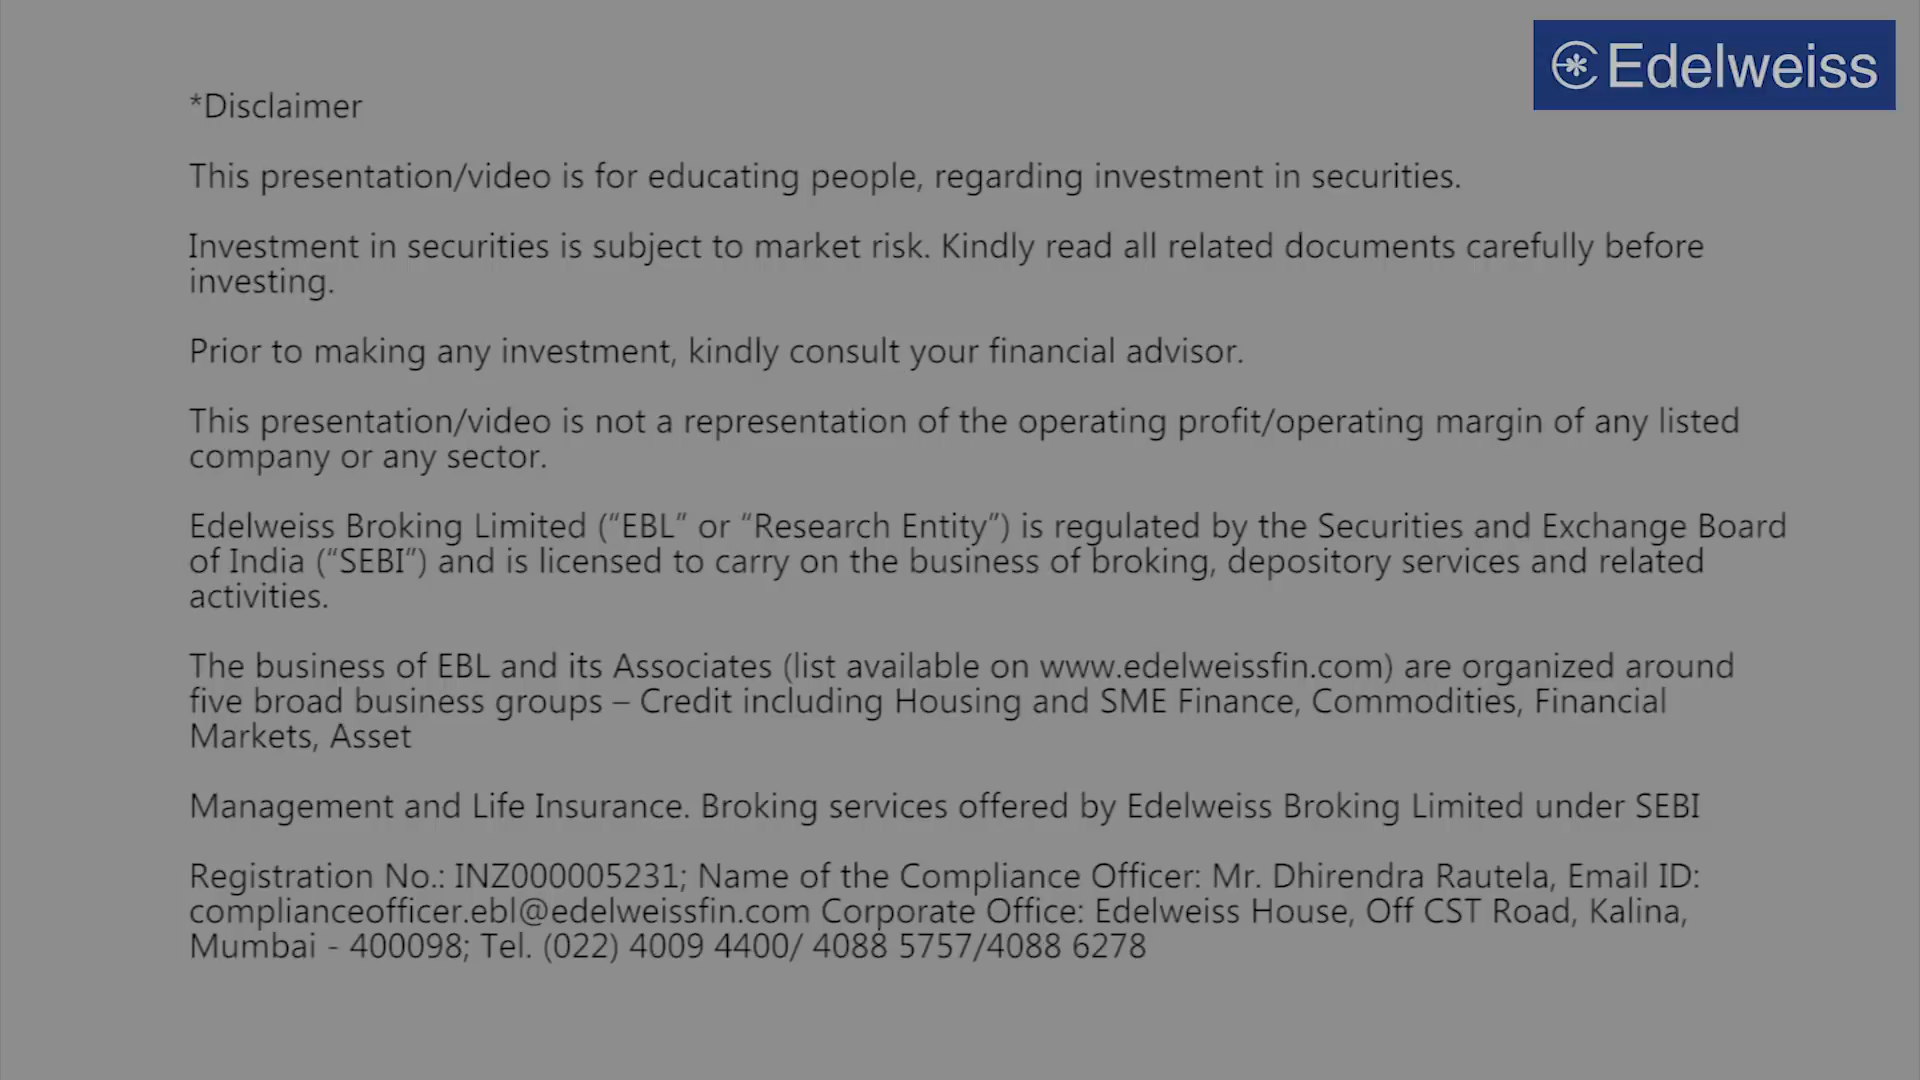 Edelweiss
*Disclaimer
This presentation/video is for educating people, regarding investment in securities.
Investment in securities is subject to market risk. Kindly read all related documents carefully before
investing.
Prior to making any investment, kindly consult your financial advisor.
This presentation/video is not a representation of the operating profit/operating margin of any listed
company or any sector.
Edelweiss Broking Limited (“EBL” or “Research Entity”) is regulated by the Securities and Exchange Board
of India (“SEBI”) and is licensed to carry on the business of broking, depository services and related
activities.
The business of EBL and its Associates (list available on www.edelweissfin.com) are organized around
five broad business groups – Credit including Housing and SME Finance, Commodities, Financial
Markets, Asset
Management and Life Insurance. Broking services offered by Edelweiss Broking Limited under SEBI
Registration No.: INZ000005231; Name of the Compliance Officer: Mr. Dhirendra Rautela, Email ID:
complianceofficer.ebl@edelweissfin.com Corporate Office: Edelweiss House, Off CST Road, Kalina,
Mumbai - 400098; Tel. (022) 4009 4400/ 4088 5757/4088 6278